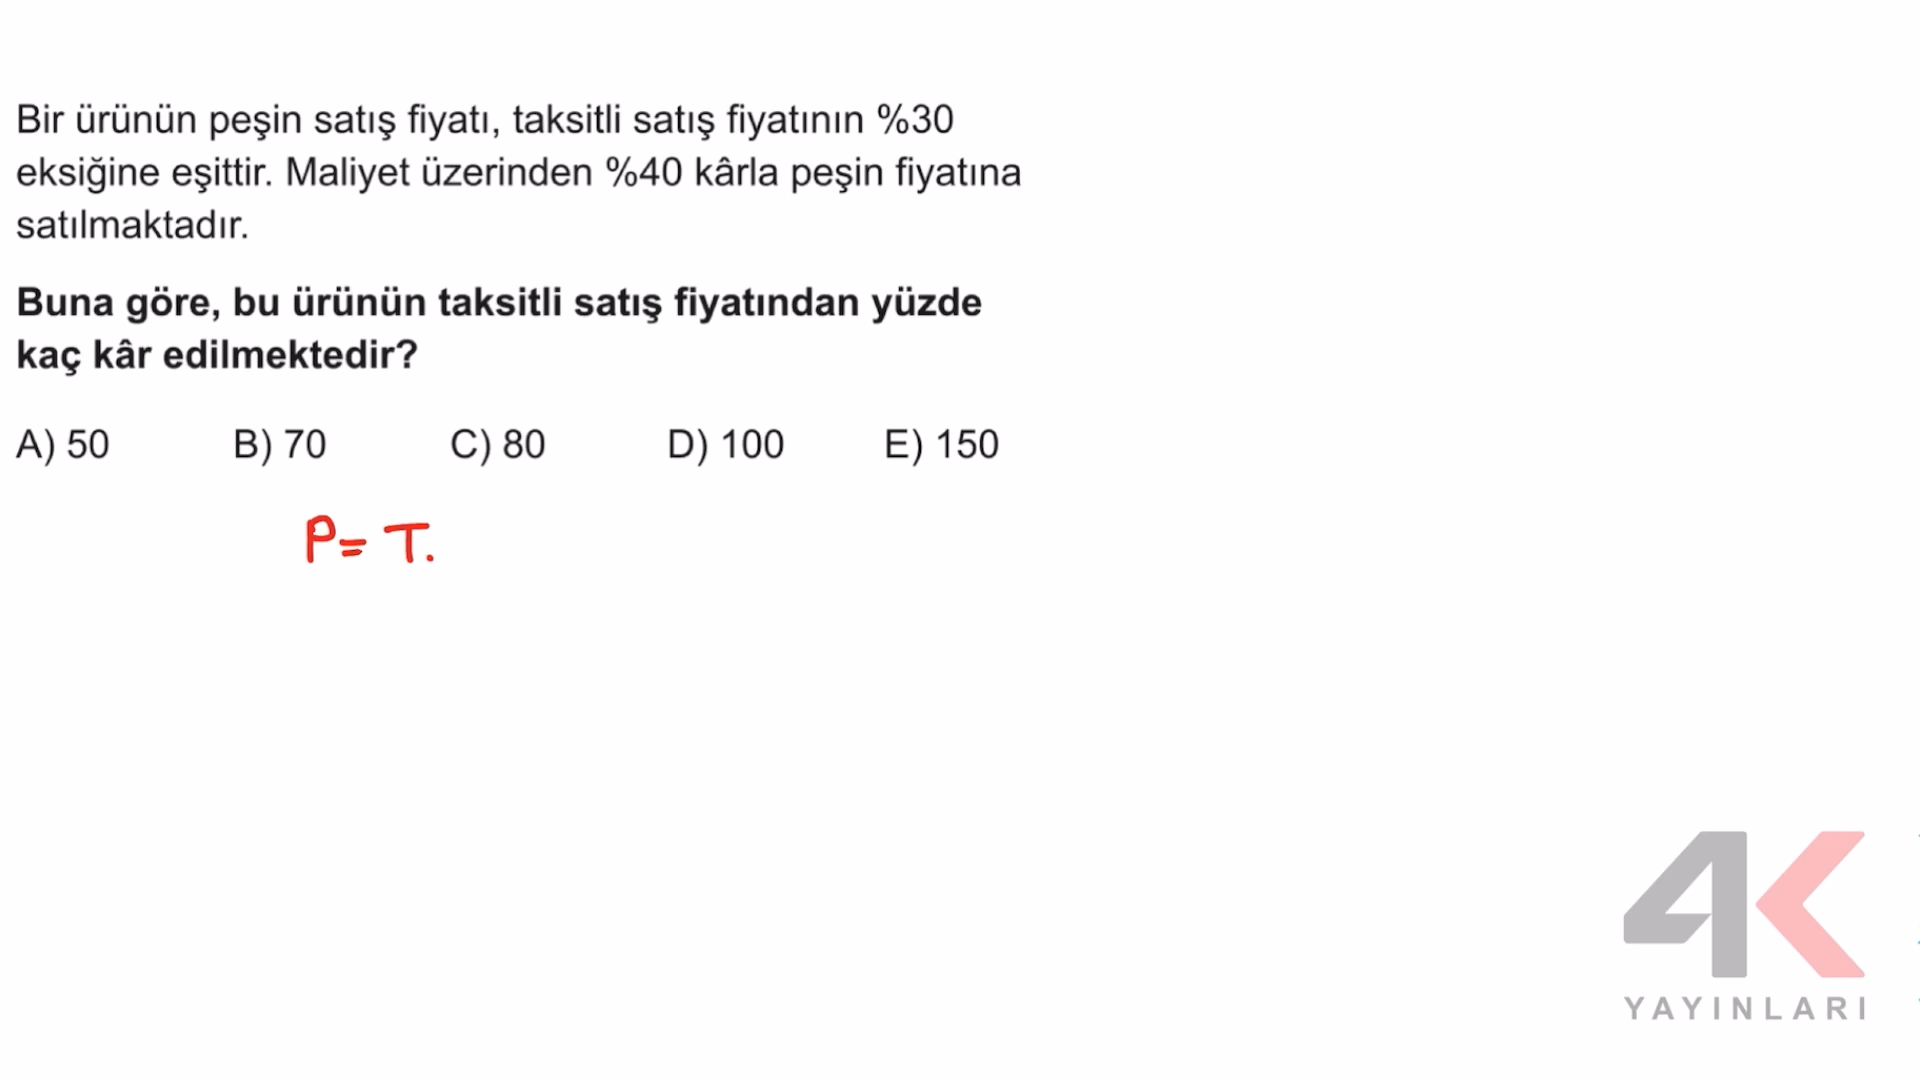 Bir ürünün peşin satış fiyatı, taksitli satış fiyatının %30
eksiğine eşittir. Maliyet üzerinden %40 kârla peşin fiyatına
satılmaktadır.
Buna göre, bu ürünün taksitli satış fiyatından yüzde
kaç kâr edilmektedir?
A) 50 B) 70 C) 80 D) 100 E) 150
P= T.
4K
YAYINLARI